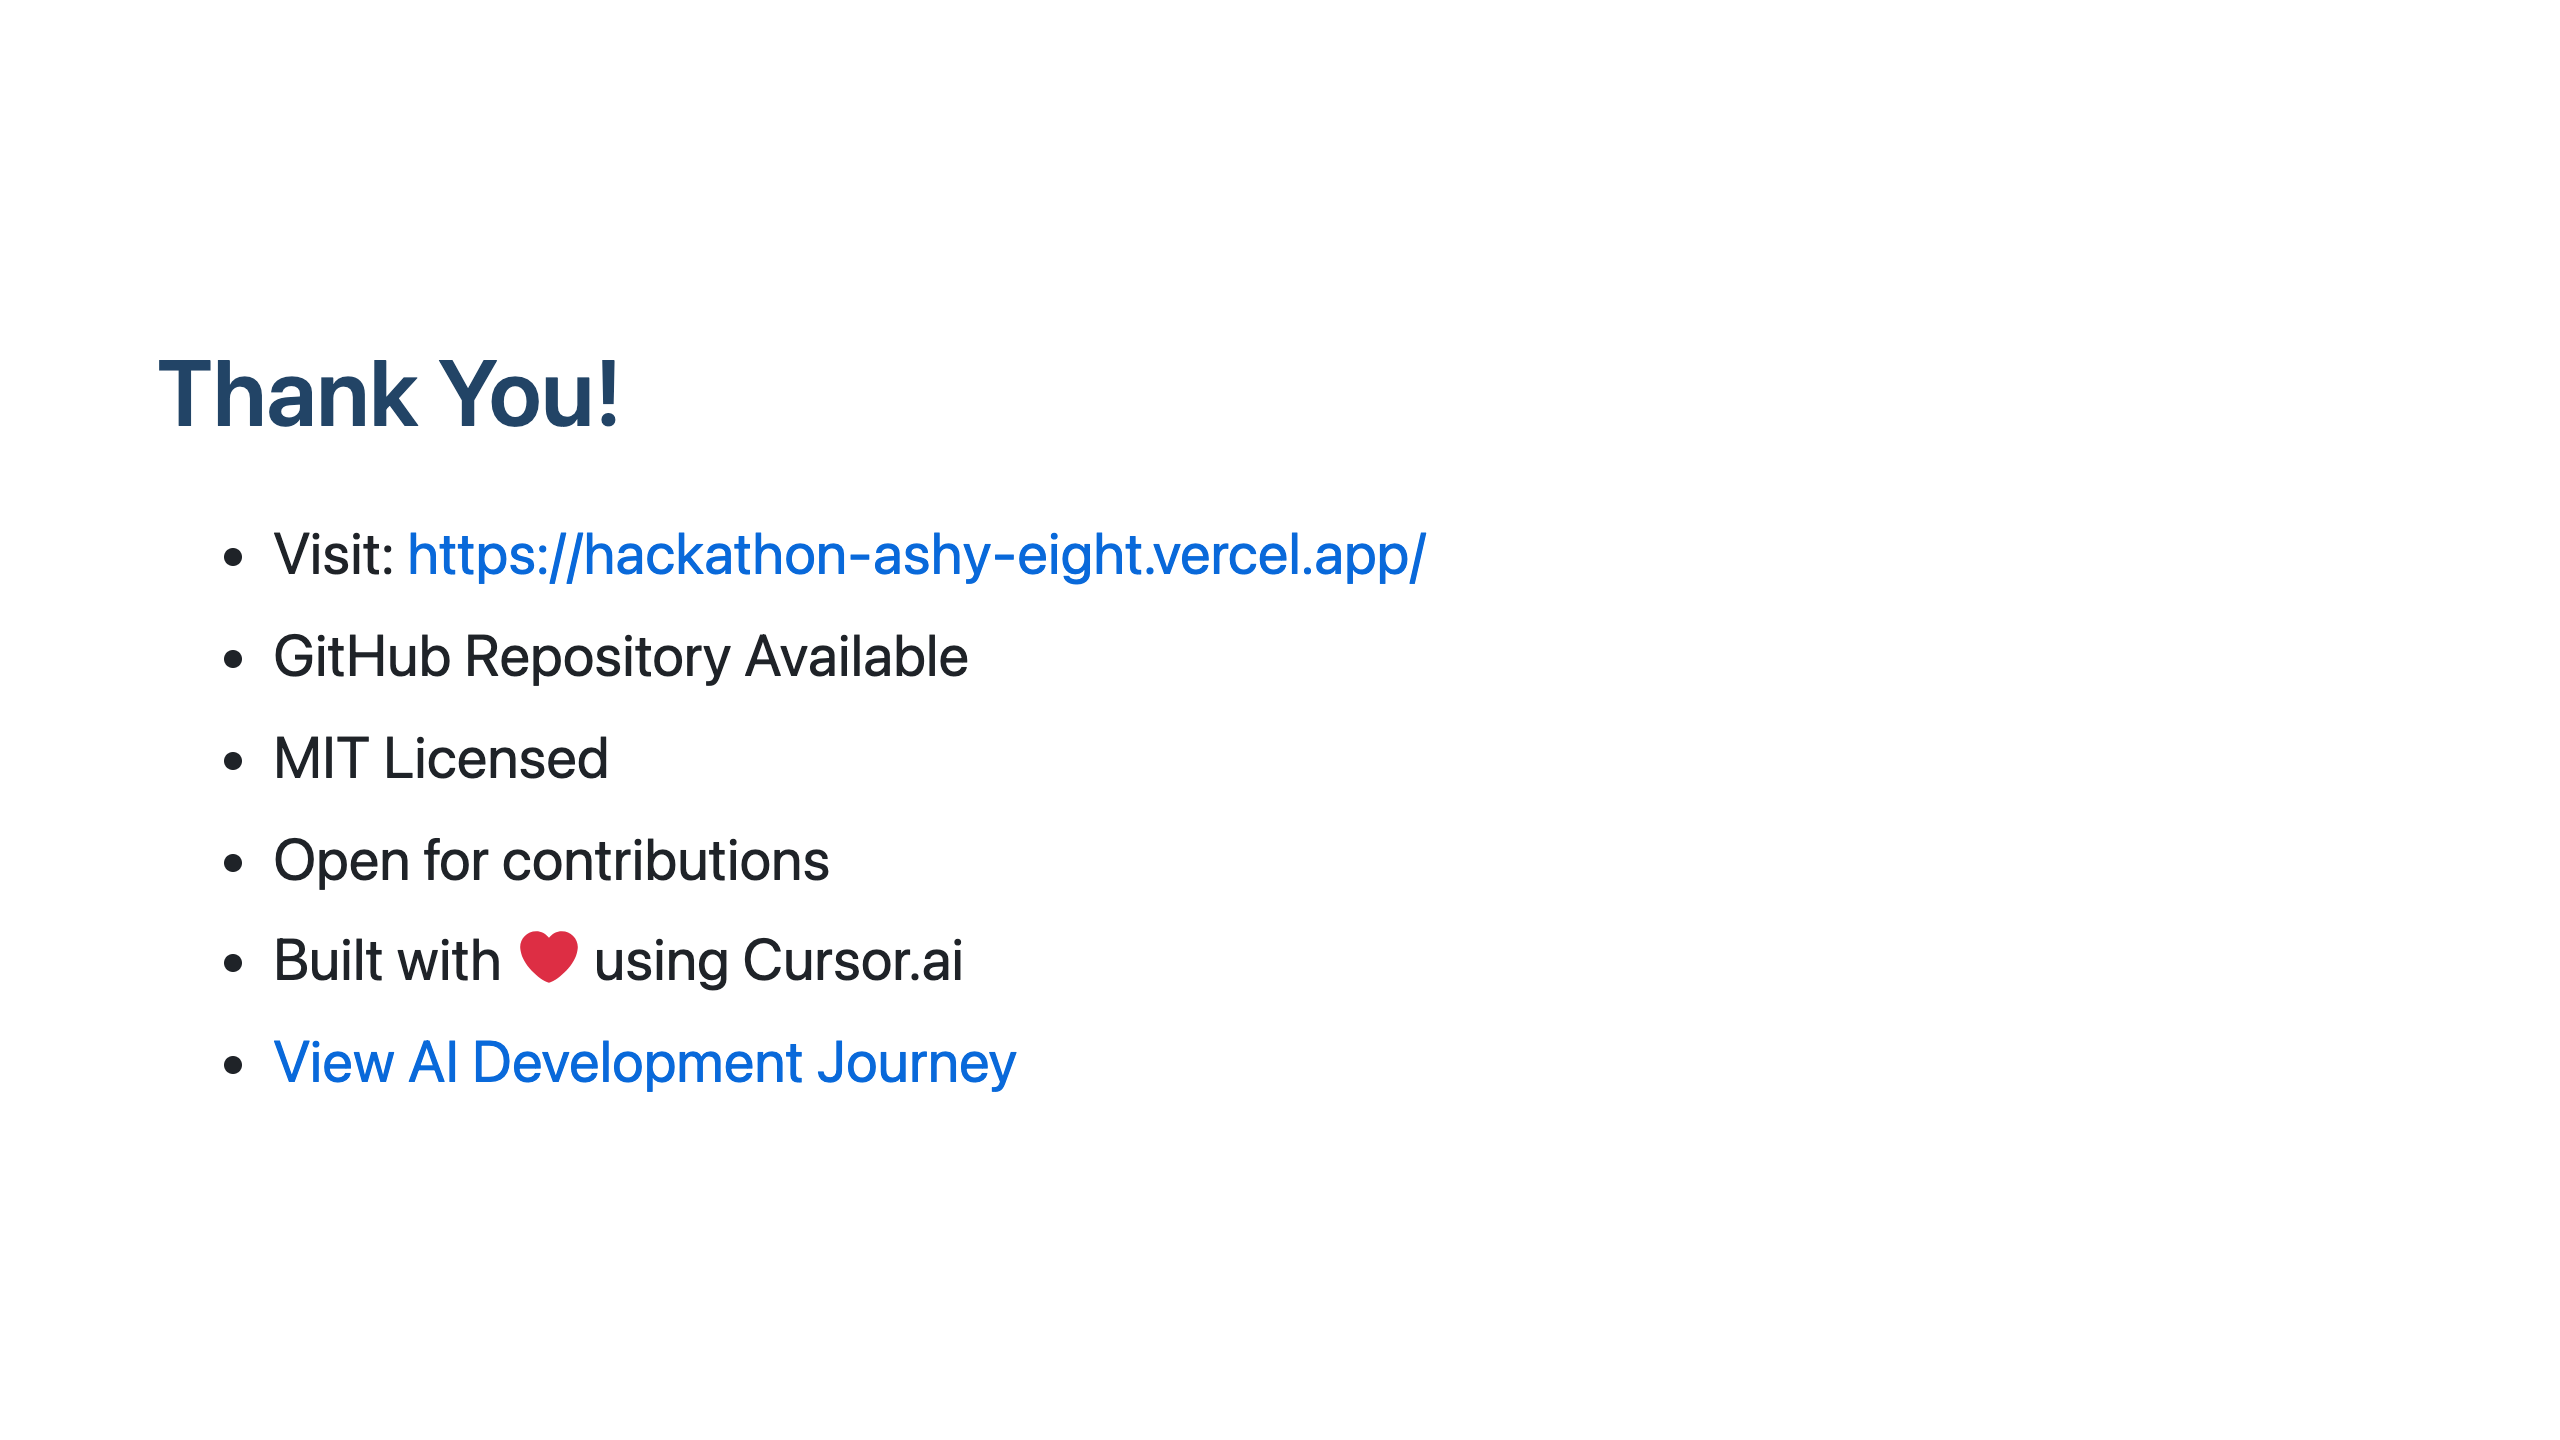 Thank You!
Visit: https://hackathon-ashy-eight.vercel.app/
GitHub Repository Available
MIT Licensed
Open for contributions
Built with ❤️ using Cursor.ai
View AI Development Journey